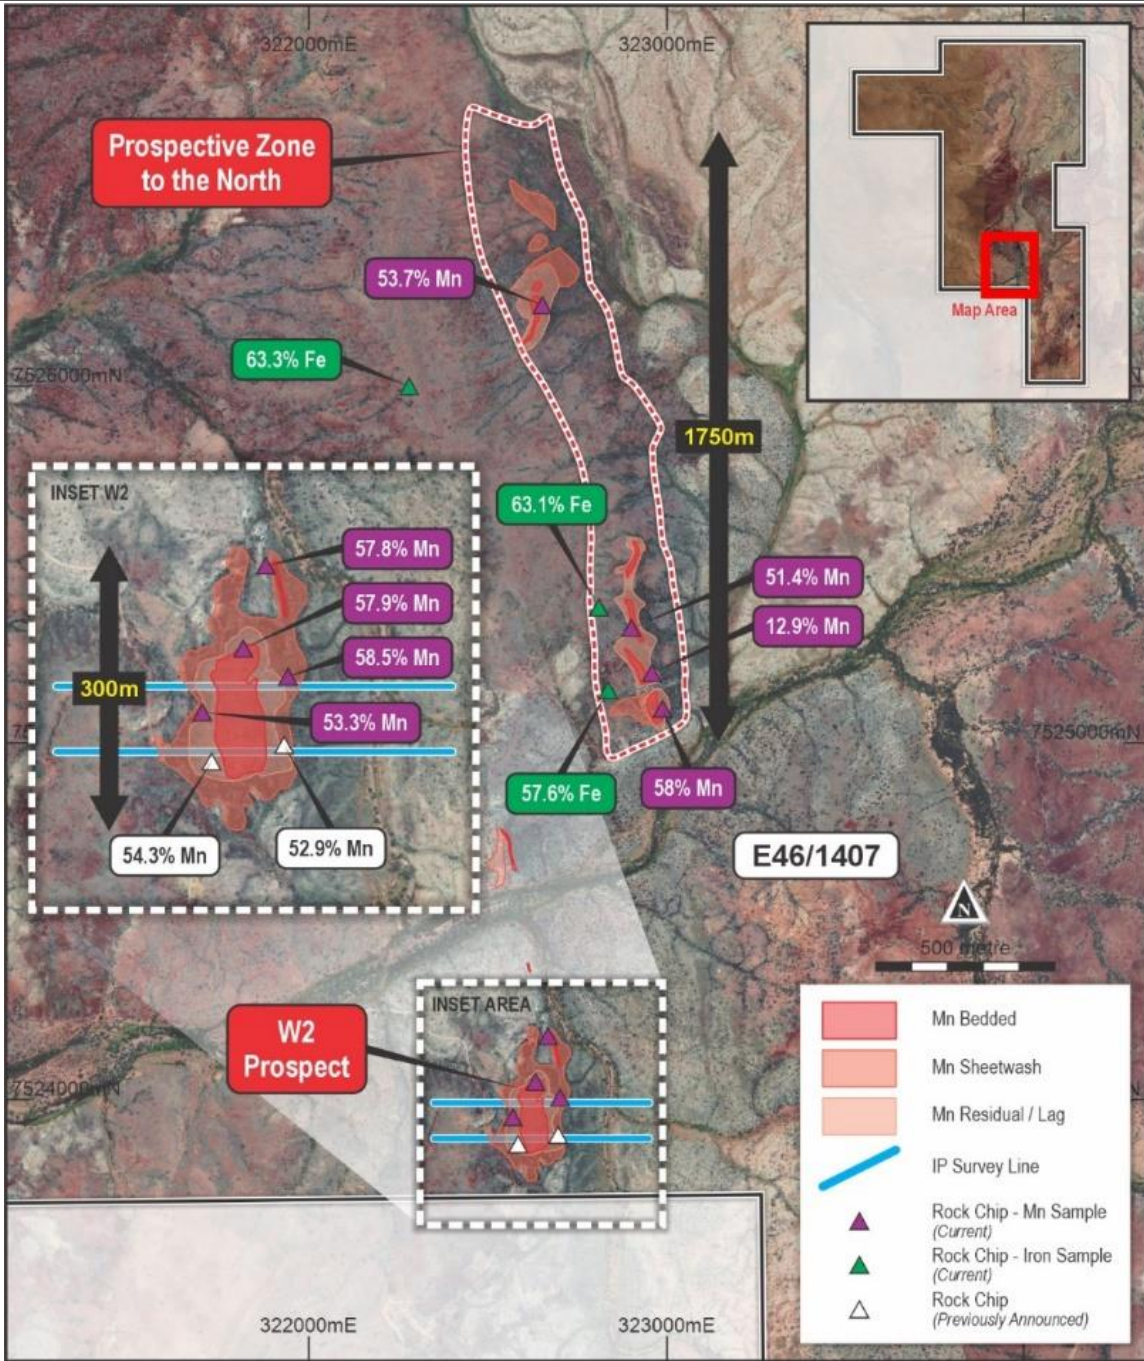 322000mE
323000mE
Prospective Zone
to the North
Map Area
53.7% Mn
63.3% Fe
7526000mN
1750m
INSET W2
63.1% Fe
57.8% Mn
57.9% Mn
58.5% Mn
300m
53.3% Mn
54.3% Mn
52.9% Mn
51.4% Mn
12.9% Mn
7525000mN
57.6% Fe
58% Mn
E46/1407
N
500 metre
INSET AREA
W2
Prospect
7524000mN
Mn Bedded
Mn Sheetwash
Mn Residual / Lag
IP Survey Line
Rock Chip - Mn Sample
(Current)
Rock Chip - Iron Sample
(Current)
Rock Chip
(Previously Announced)
322000mE
323000mE